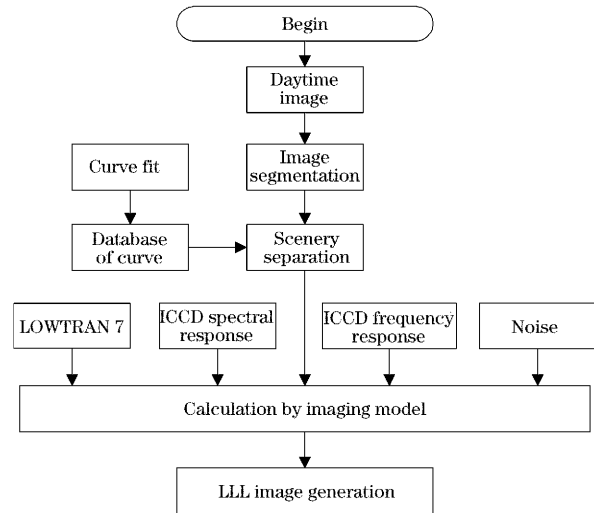 Begin
Daytime
image
Curve fit
Image
segmentation
Database
of curve
Scenery
separation
LOWTRAN 7
ICCD spectral
response
ICCD frequency
response
Noise
Calculation by imaging model
LLL image generation